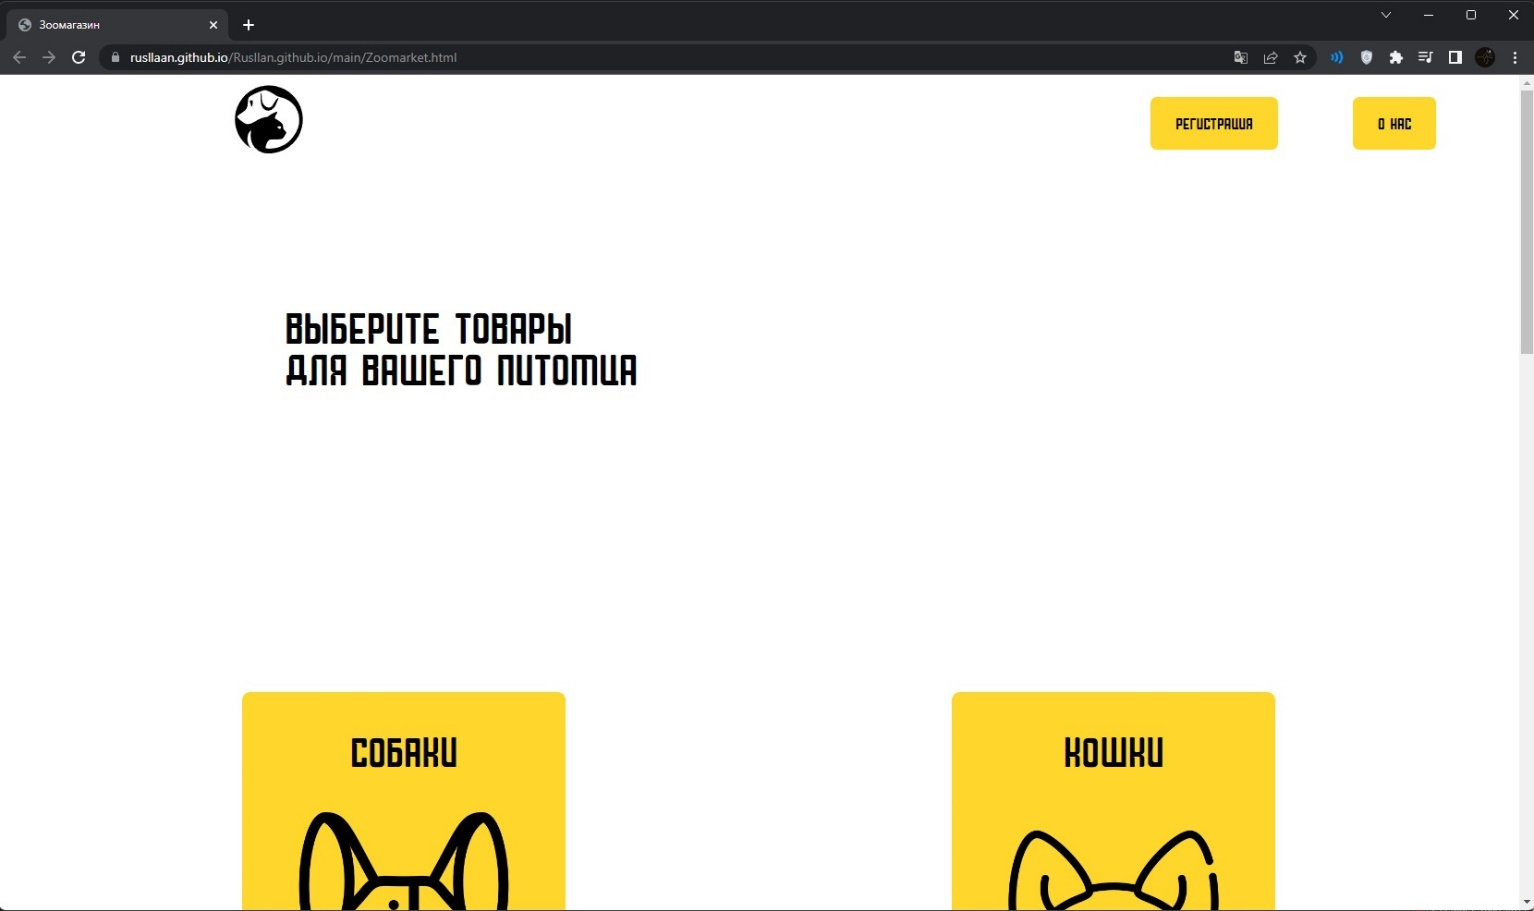 Зоомагазин
rusllaan.github.io/Rusllan.github.io/main/Zoomarket.html
РЕГИСТРАЦИЯ
О НАС
ВЫБЕРИТЕ ТОВАРЫ
ДЛЯ ВАШЕГО ПИТОМЦА
СОБАКИ
КОШКИ